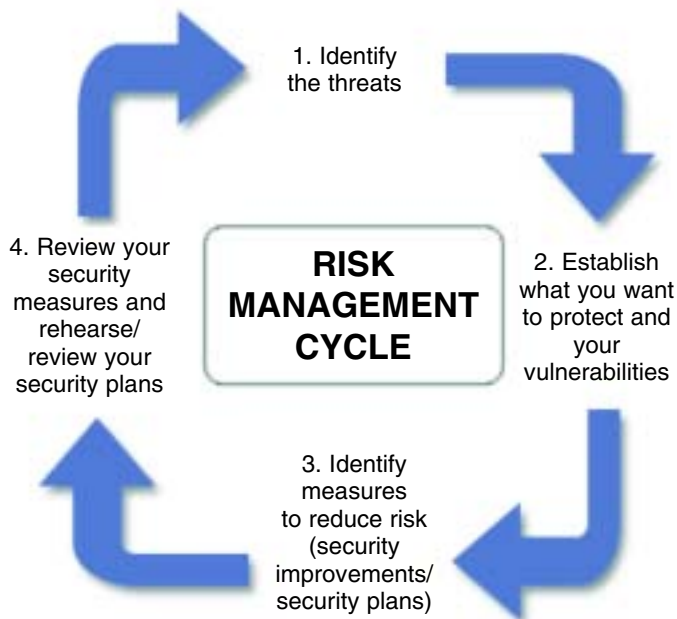 1. Identify
the threats
2. Establish
what you want
to protect and
your
vulnerabilities
3. Identify
measures
to reduce risk
(security
improvements/
security plans)
4. Review your
security
measures and
rehearse/
review your
security plans
RISK
MANAGEMENT
CYCLE